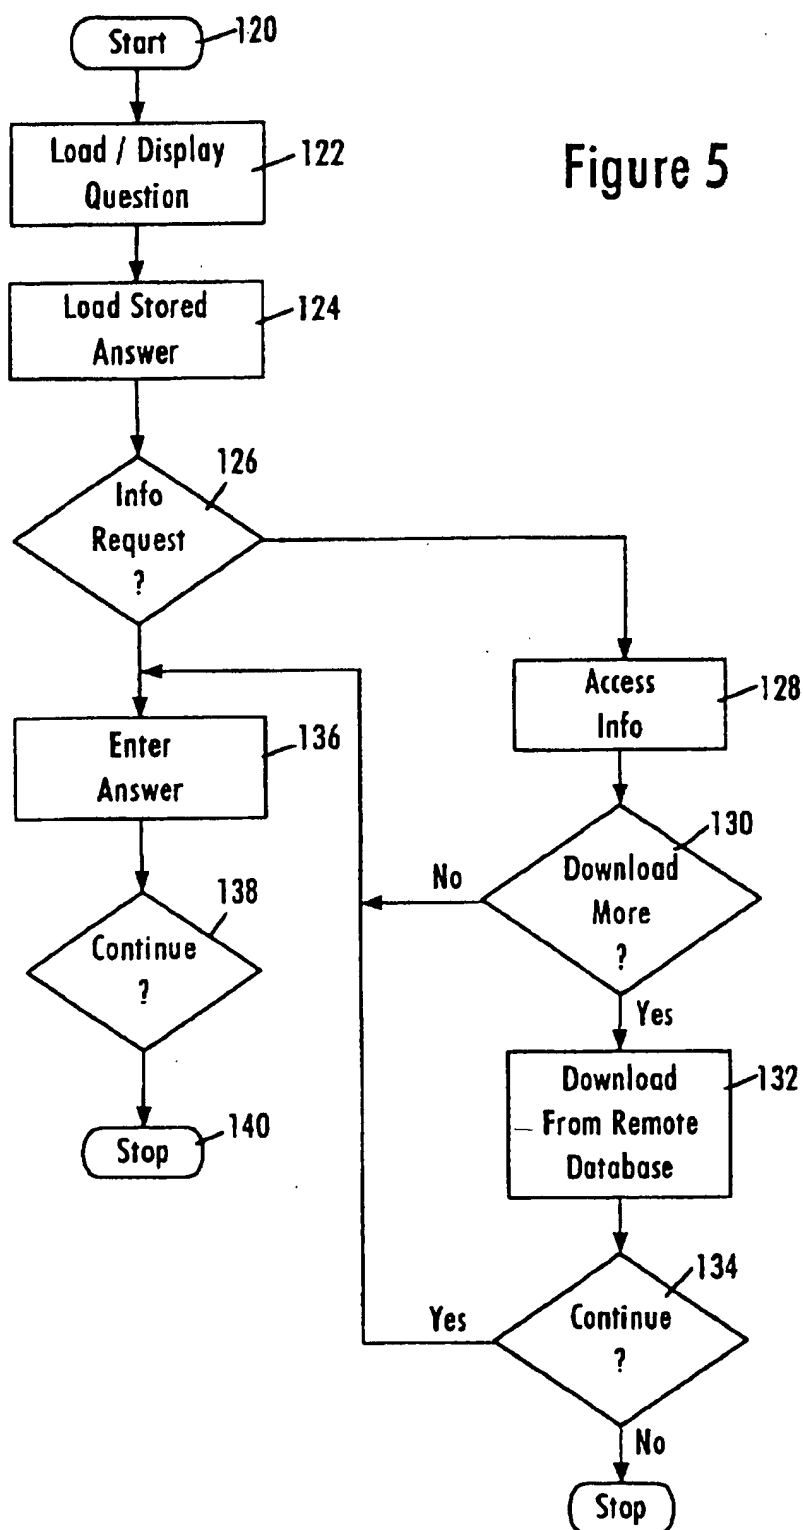 Start
120
Load / Display
Question
122
Figure 5
Load Stored
Answer
124
Info
Request
?
126
Access
Info
128
Enter
Answer
136
Download
More
?
130
No
Yes
Continue
?
138
Download
From Remote
Database
132
Stop
140
Continue
?
134
Yes
No
Stop